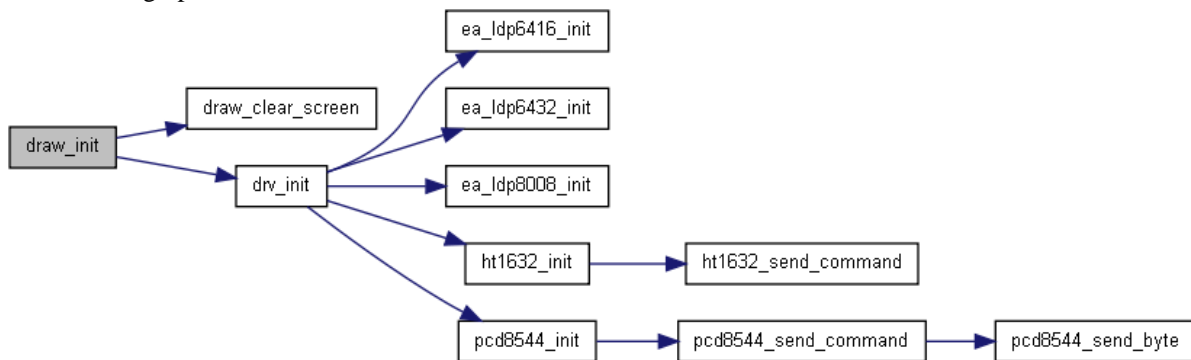 ea_ldp6416_init
draw_clear_screen
ea_ldp6432_init
draw_init
drv_init
ea_ldp8008_init
ht1632_init
ht1632_send_command
pcd8544_init
pcd8544_send_command
pcd8544_send_byte